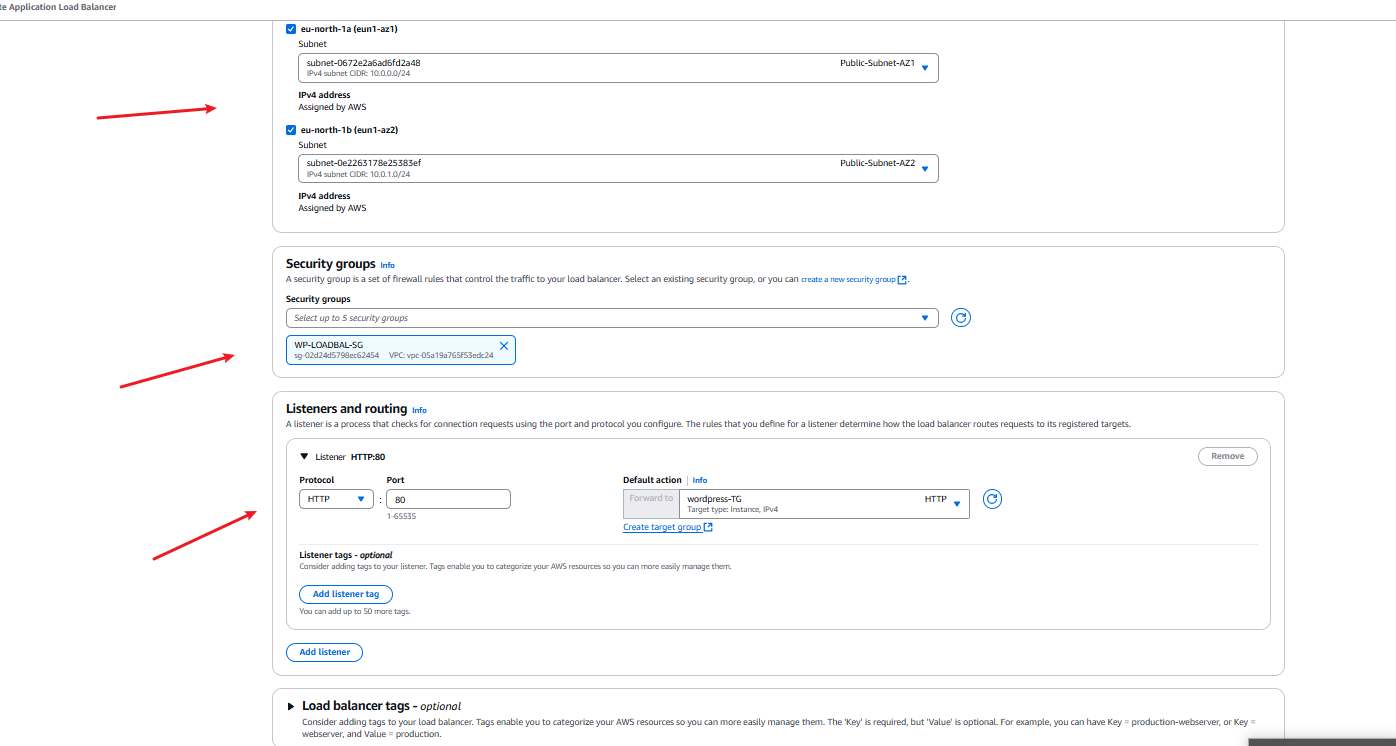 te Application Load Balancer
eu-north-1a (eun1-az1)
Subnet
subnet-0672e2a6ad6fd2a48 Public-Subnet-AZ1
IPv4 subnet CIDR: 10.0.0.0/24
IPv4 address
Assigned by AWS
eu-north-1b (eun1-az2)
Subnet
subnet-0e2263178e25383ef Public-Subnet-AZ2
IPv4 subnet CIDR: 10.0.1.0/24
IPv4 address
Assigned by AWS
Security groups Info
A security group is a set of firewall rules that control the traffic to your load balancer. Select an existing security group, or you can create a new security group.
Security groups
Select up to 5 security groups
WP-LOADBAL-SG
sg-02d24d5798ec62454 VPC: vpc-05a19a765f53edc24
Listeners and routing Info
A listener is a process that checks for connection requests using the port and protocol you configure. The rules that you define for a listener determine how the load balancer routes requests to its registered targets.
Listener HTTP:80 Remove
Protocol Port Default action | Info
HTTP : 80 Forward to wordpress-TG HTTP
Target type: Instance, IPv4
1-65535
Create target group
Listener tags - optional
Consider adding tags to your listener. Tags enable you to categorize your AWS resources so you can more easily manage them.
Add listener tag
You can add up to 50 more tags.
Add listener
Load balancer tags - optional
Consider adding tags to your load balancer. Tags enable you to categorize your AWS resources so you can more easily manage them. The 'Key' is required, but 'Value' is optional. For example, you can have Key = production-webserver, or Key =
webserver, and Value = production.